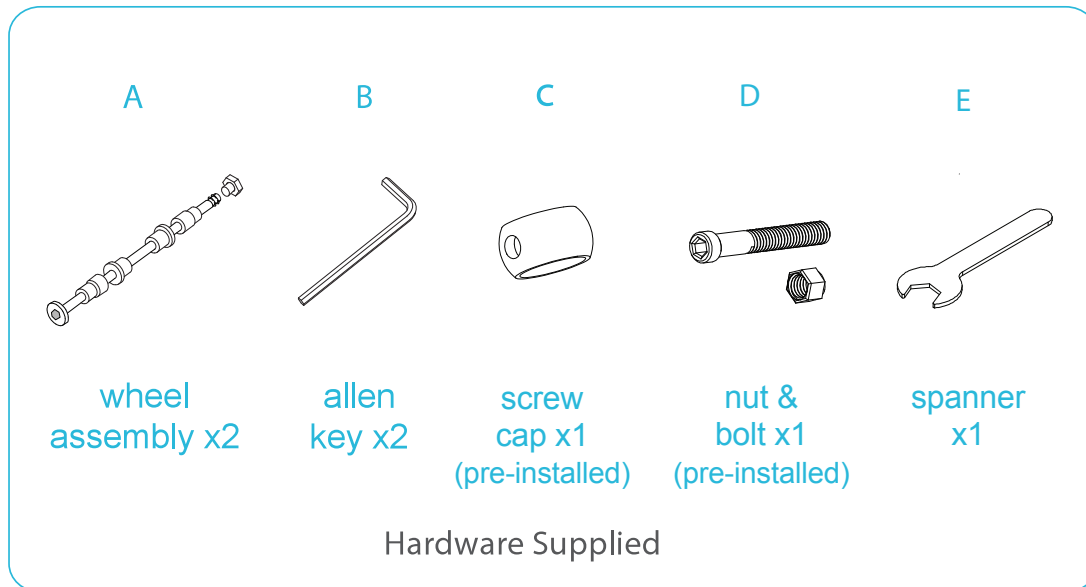 A
B
C
D
E
wheel
assembly x2
allen
key x2
screw
cap x1
(pre-installed)
nut &
bolt x1
(pre-installed)
spanner
x1
Hardware Supplied